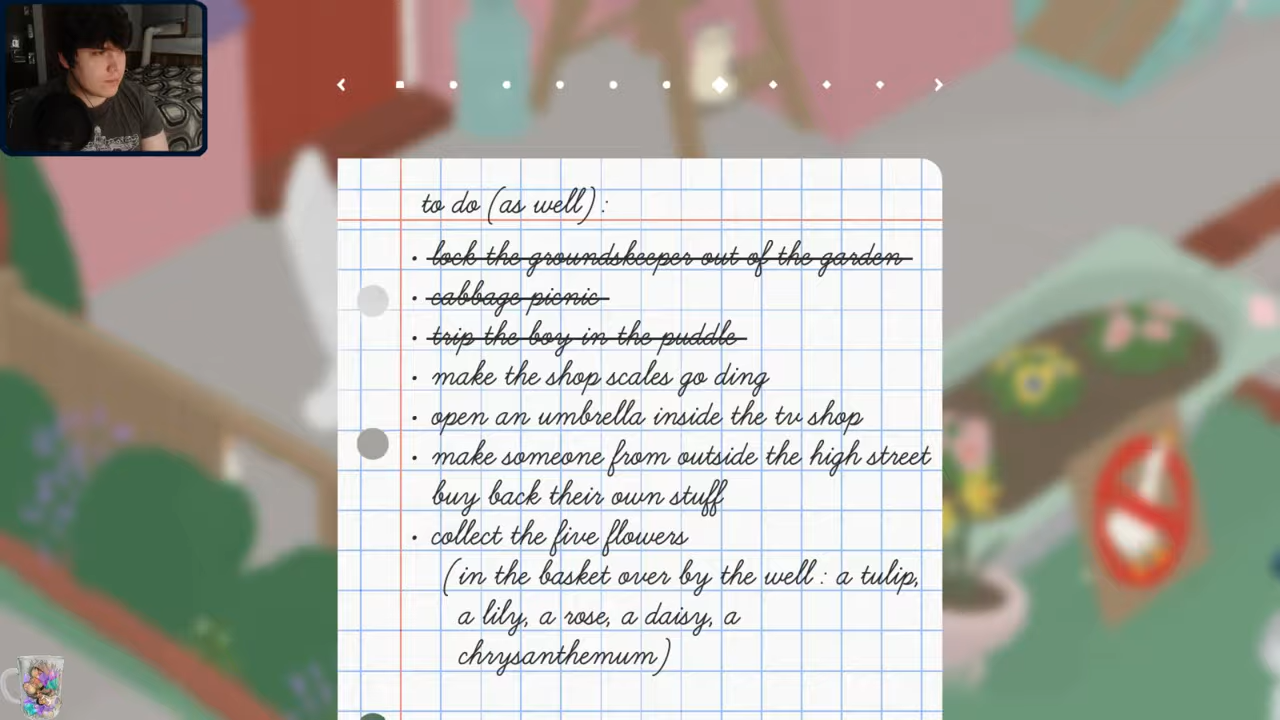 to do (as well) :
• lock the groundskeeper out of the garden
• cabbage picnic
• trip the boy in the puddle
• make the shop scales go ding
• open an umbrella inside the tv shop
• make someone from outside the high street
buy back their own stuff
• collect the five flowers
(in the basket over by the well : a tulip,
a lily, a rose, a daisy, a
chrysanthemum)